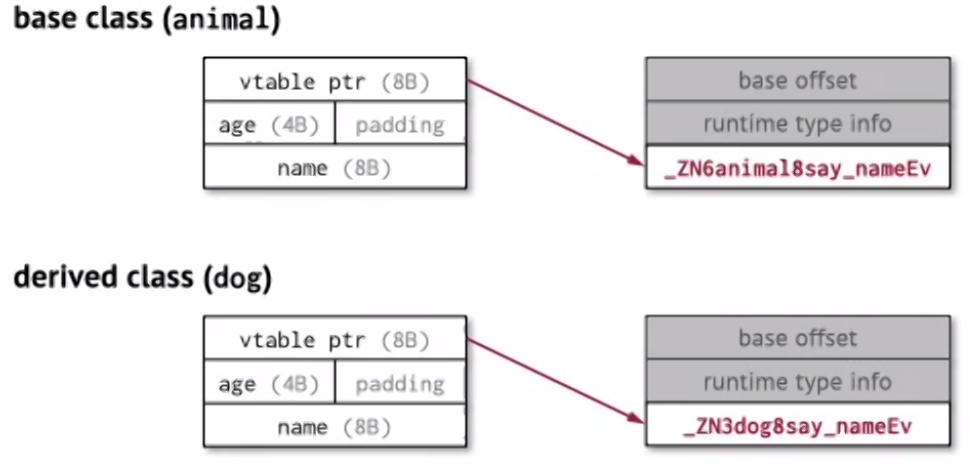 base class (animal)
vtable ptr (8B)
age (4B) padding
name (8B)
base offset
runtime type info
_ZN6animal8say_nameEv
derived class (dog)
vtable ptr (8B)
age (4B) padding
name (8B)
base offset
runtime type info
_ZN3dog8say_nameEv